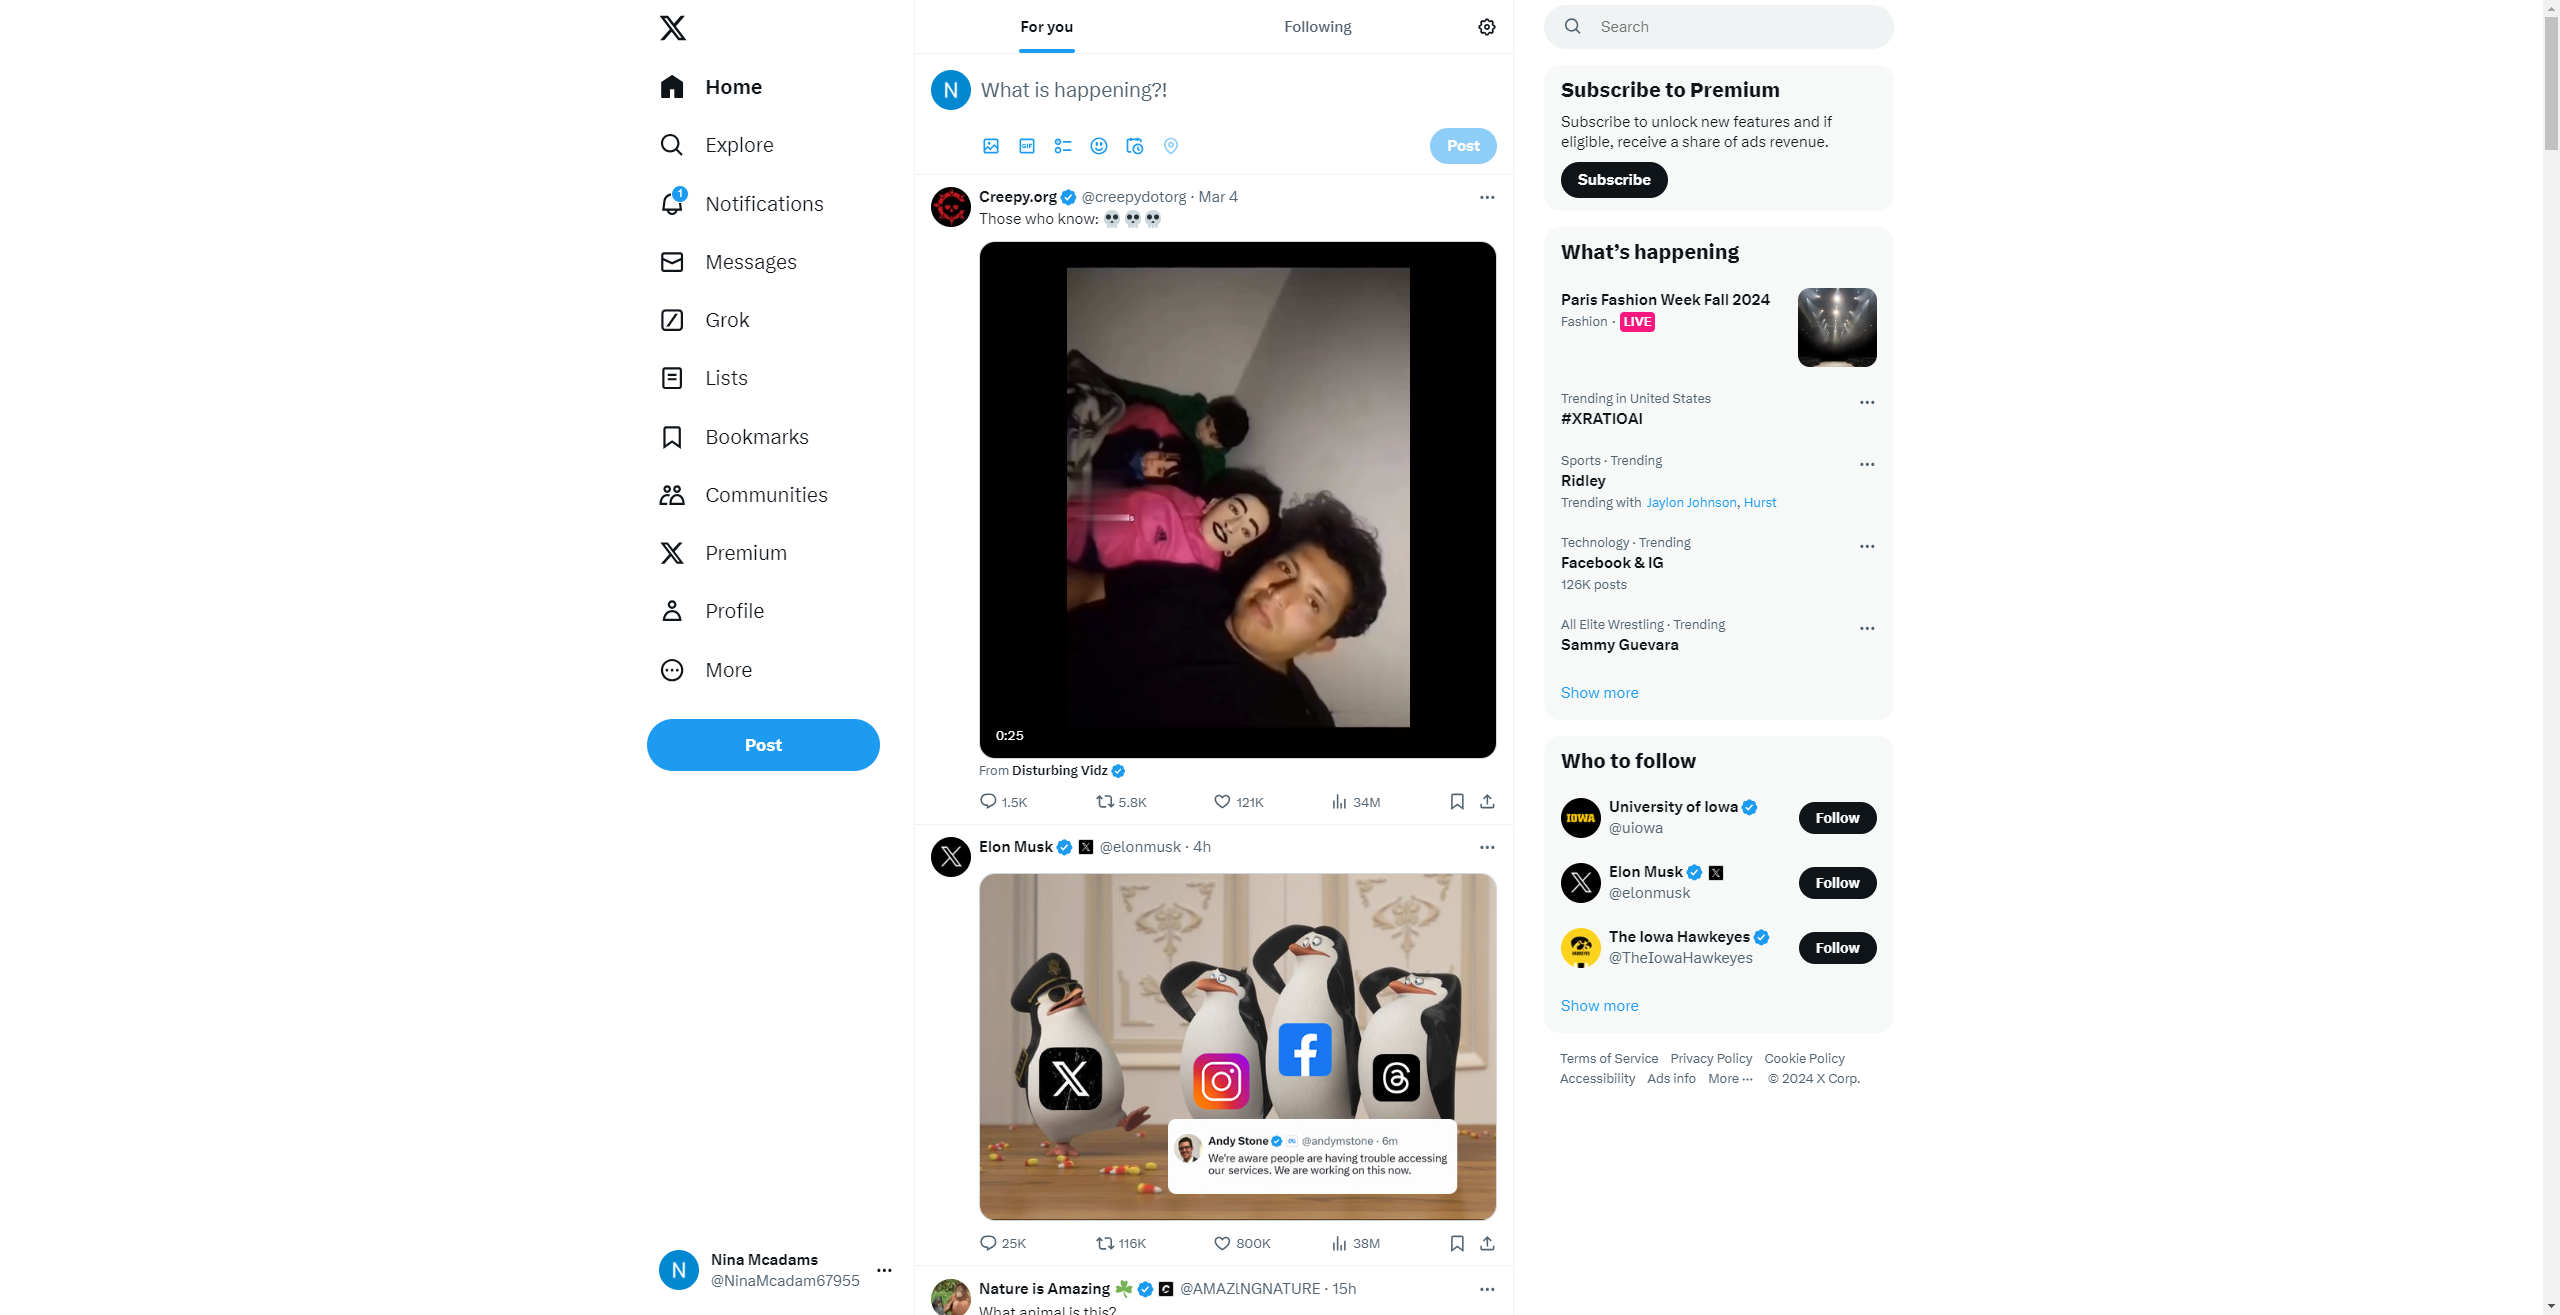 Home
Explore
1
Notifications
Messages
Grok
Lists
Bookmarks
Communities
Premium
Profile
More
Post
N
Nina Mcadams
@NinaMcadam67955
For you
Following
N
What is happening?!
GIF
Post
Creepy.org @creepydotorg · Mar 4
Those who know: 💀💀💀
0:25
From Disturbing Vidz
1.5K
5.8K
121K
34M
Elon Musk @elonmusk · 4h
Andy Stone @andymstone · 6m
We're aware people are having trouble accessing
our services. We are working on this now.
25K
116K
800K
38M
Nature is Amazing ☘️ @AMAZlNGNATURE · 15h
What animal is this?
Search
Subscribe to Premium
Subscribe to unlock new features and if
eligible, receive a share of ads revenue.
Subscribe
What’s happening
Paris Fashion Week Fall 2024
Fashion · LIVE
Trending in United States
#XRATIOAI
Sports · Trending
Ridley
Trending with Jaylon Johnson, Hurst
Technology · Trending
Facebook & IG
126K posts
All Elite Wrestling · Trending
Sammy Guevara
Show more
Who to follow
IOWA
University of Iowa
@uiowa
Follow
Elon Musk
@elonmusk
Follow
The Iowa Hawkeyes
@TheIowaHawkeyes
Follow
Show more
Terms of Service Privacy Policy Cookie Policy
Accessibility Ads info More ··· © 2024 X Corp.